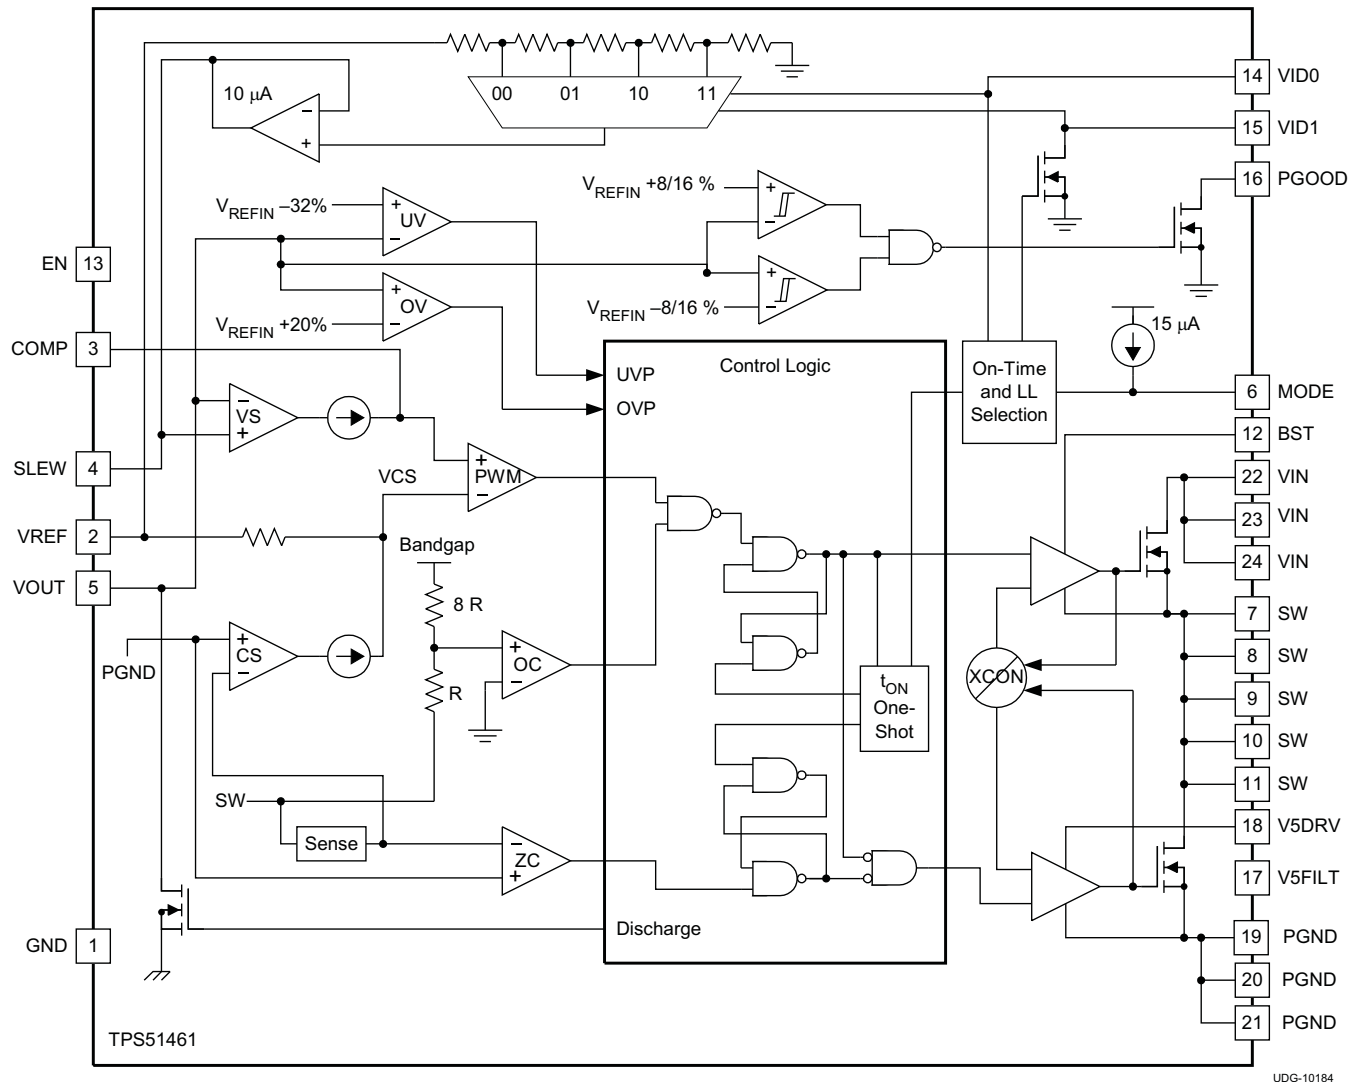 14 VID0
10 μA
00 01 10 11
15 VID1
16 PGOOD
V_REFIN +8/16 %
+
−
+
−
V_REFIN −32%
+
UV
−
+
−
EN 13
+
OV
−
V_REFIN +20%
V_REFIN −8/16 %
15 μA
COMP 3
Control Logic
On-Time
and LL
Selection
UVP
OVP
6 MODE
−
VS
+
12 BST
SLEW 4
VCS
+
PWM
−
22 VIN
23 VIN
24 VIN
VREF 2
Bandgap
VOUT 5
8 R
7 SW
PGND
+
CS
−
+
OC
−
R
8 SW
XCON
t_ON
One-
Shot
9 SW
10 SW
11 SW
SW
Sense
−
ZC
+
18 V5DRV
17 V5FILT
Discharge
GND 1
19 PGND
20 PGND
21 PGND
TPS51461
UDG-10184